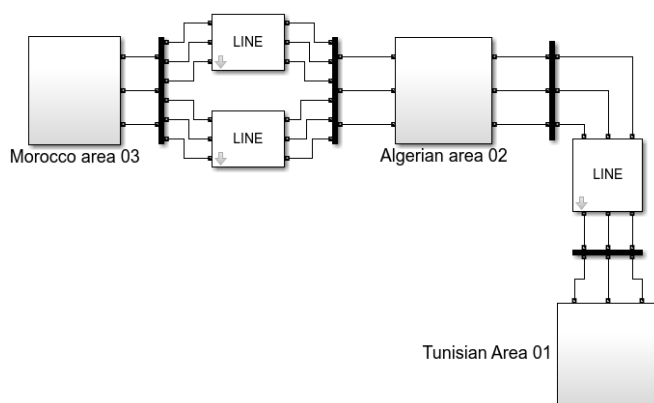 LINE
LINE
Morocco area 03
Algerian area 02
LINE
Tunisian Area 01